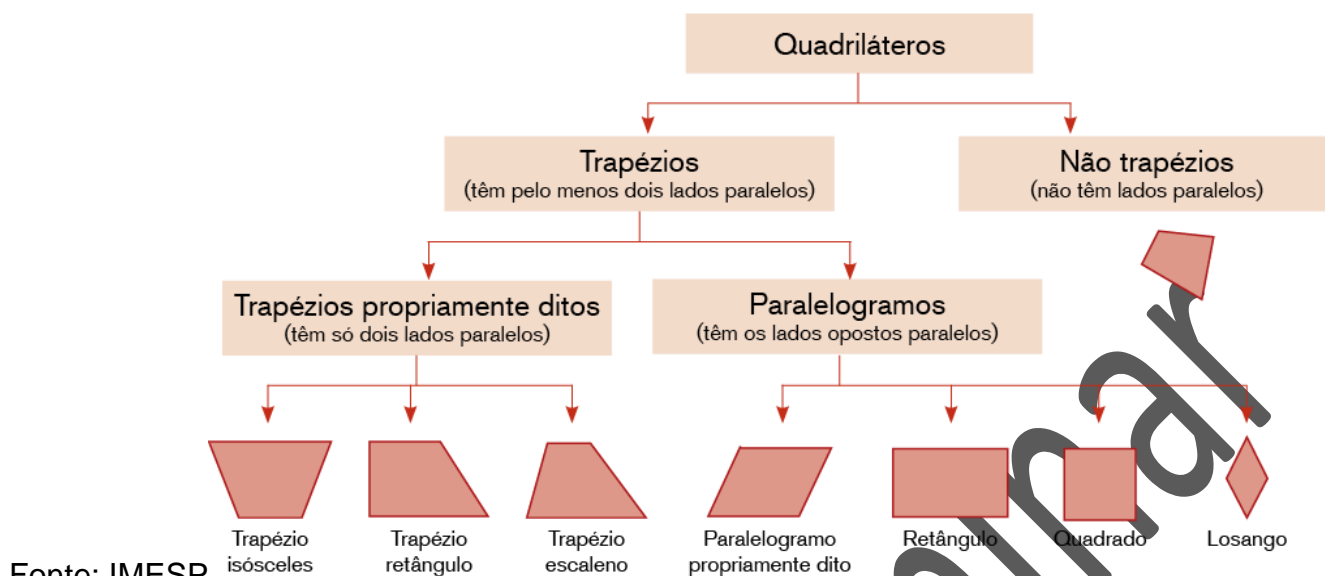 Quadriláteros
Trapézios
(têm pelo menos dois lados paralelos)
Não trapézios
(não têm lados paralelos)
Trapézios propriamente ditos
(têm só dois lados paralelos)
Paralelogramos
(têm os lados opostos paralelos)
Trapézio
isósceles
Trapézio
retângulo
Trapézio
escaleno
Paralelogramo
propriamente dito
Retângulo
Quadrado
Losango
Fonte: IMESP